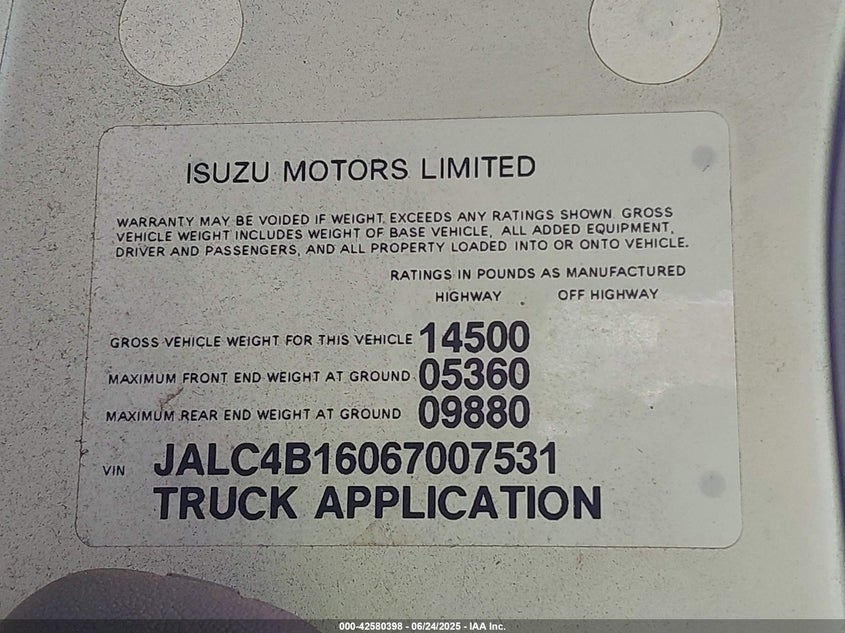 ISUZU MOTORS LIMITED
WARRANTY MAY BE VOIDED IF WEIGHT EXCEEDS ANY RATINGS SHOWN. GROSS
VEHICLE WEIGHT INCLUDES WEIGHT OF BASE VEHICLE, ALL ADDED EQUIPMENT,
DRIVER AND PASSENGERS, AND ALL PROPERTY LOADED INTO OR ONTO VEHICLE.
RATINGS IN POUNDS AS MANUFACTURED
HIGHWAY OFF HIGHWAY
GROSS VEHICLE WEIGHT FOR THIS VEHICLE 14500
MAXIMUM FRONT END WEIGHT AT GROUND 05360
MAXIMUM REAR END WEIGHT AT GROUND 09880
VIN JALC4B16067007531
TRUCK APPLICATION
000-42580398 - 06/24/2025 - IAA Inc.